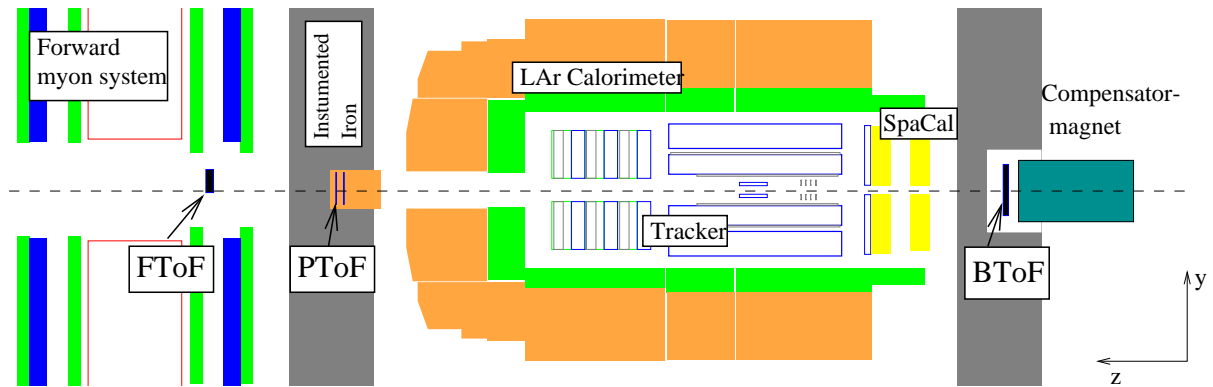 Forward
myon system
Instumented
Iron
LAr Calorimeter
SpaCal
Compensator-
magnet
Tracker
FToF
PToF
BToF
y
z